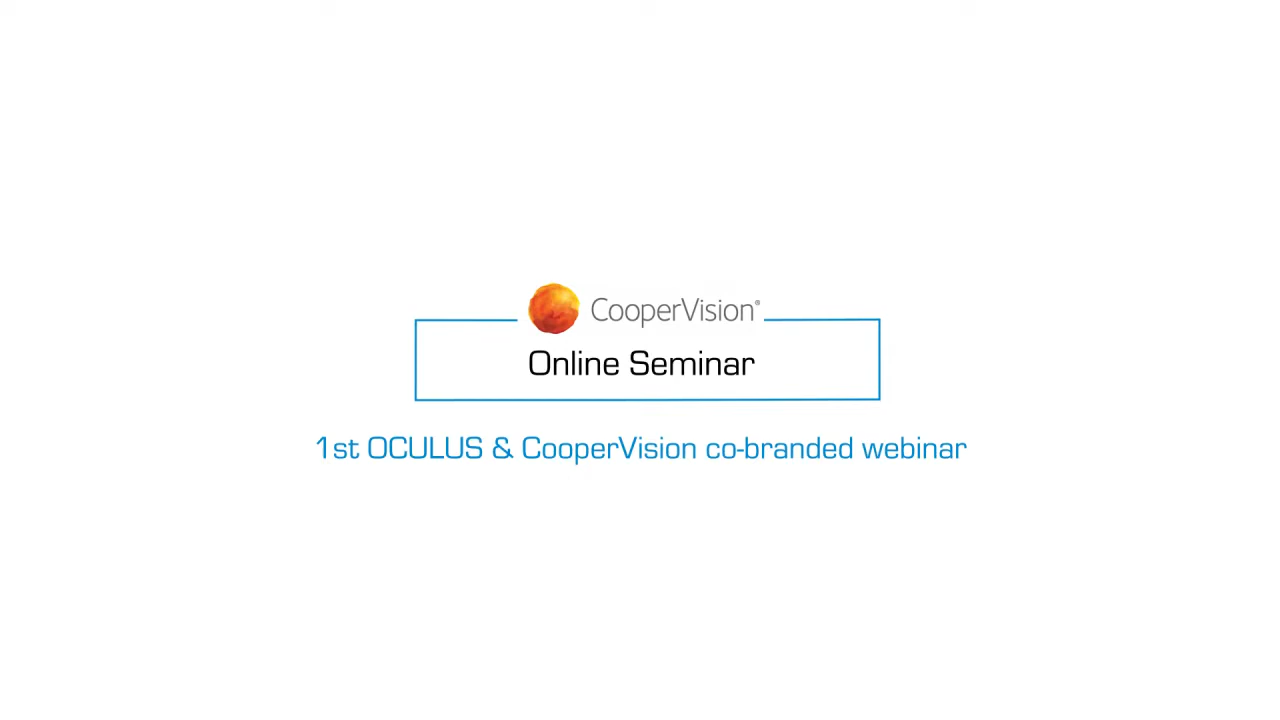 CooperVision®
Online Seminar
1st OCULUS & CooperVision co-branded webinar